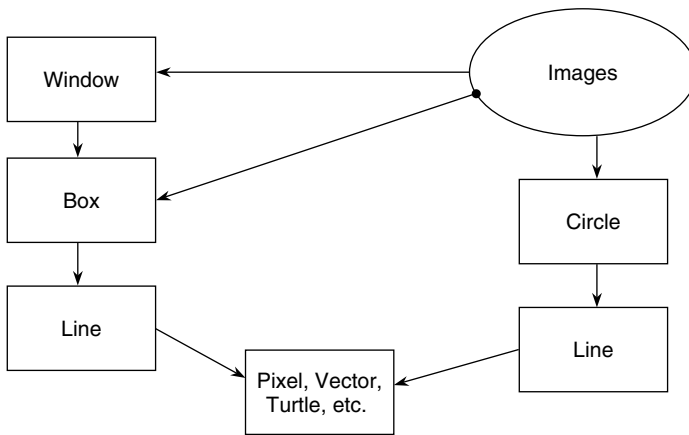 Window
Images
Box
Circle
Line
Line
Pixel, Vector,
Turtle, etc.